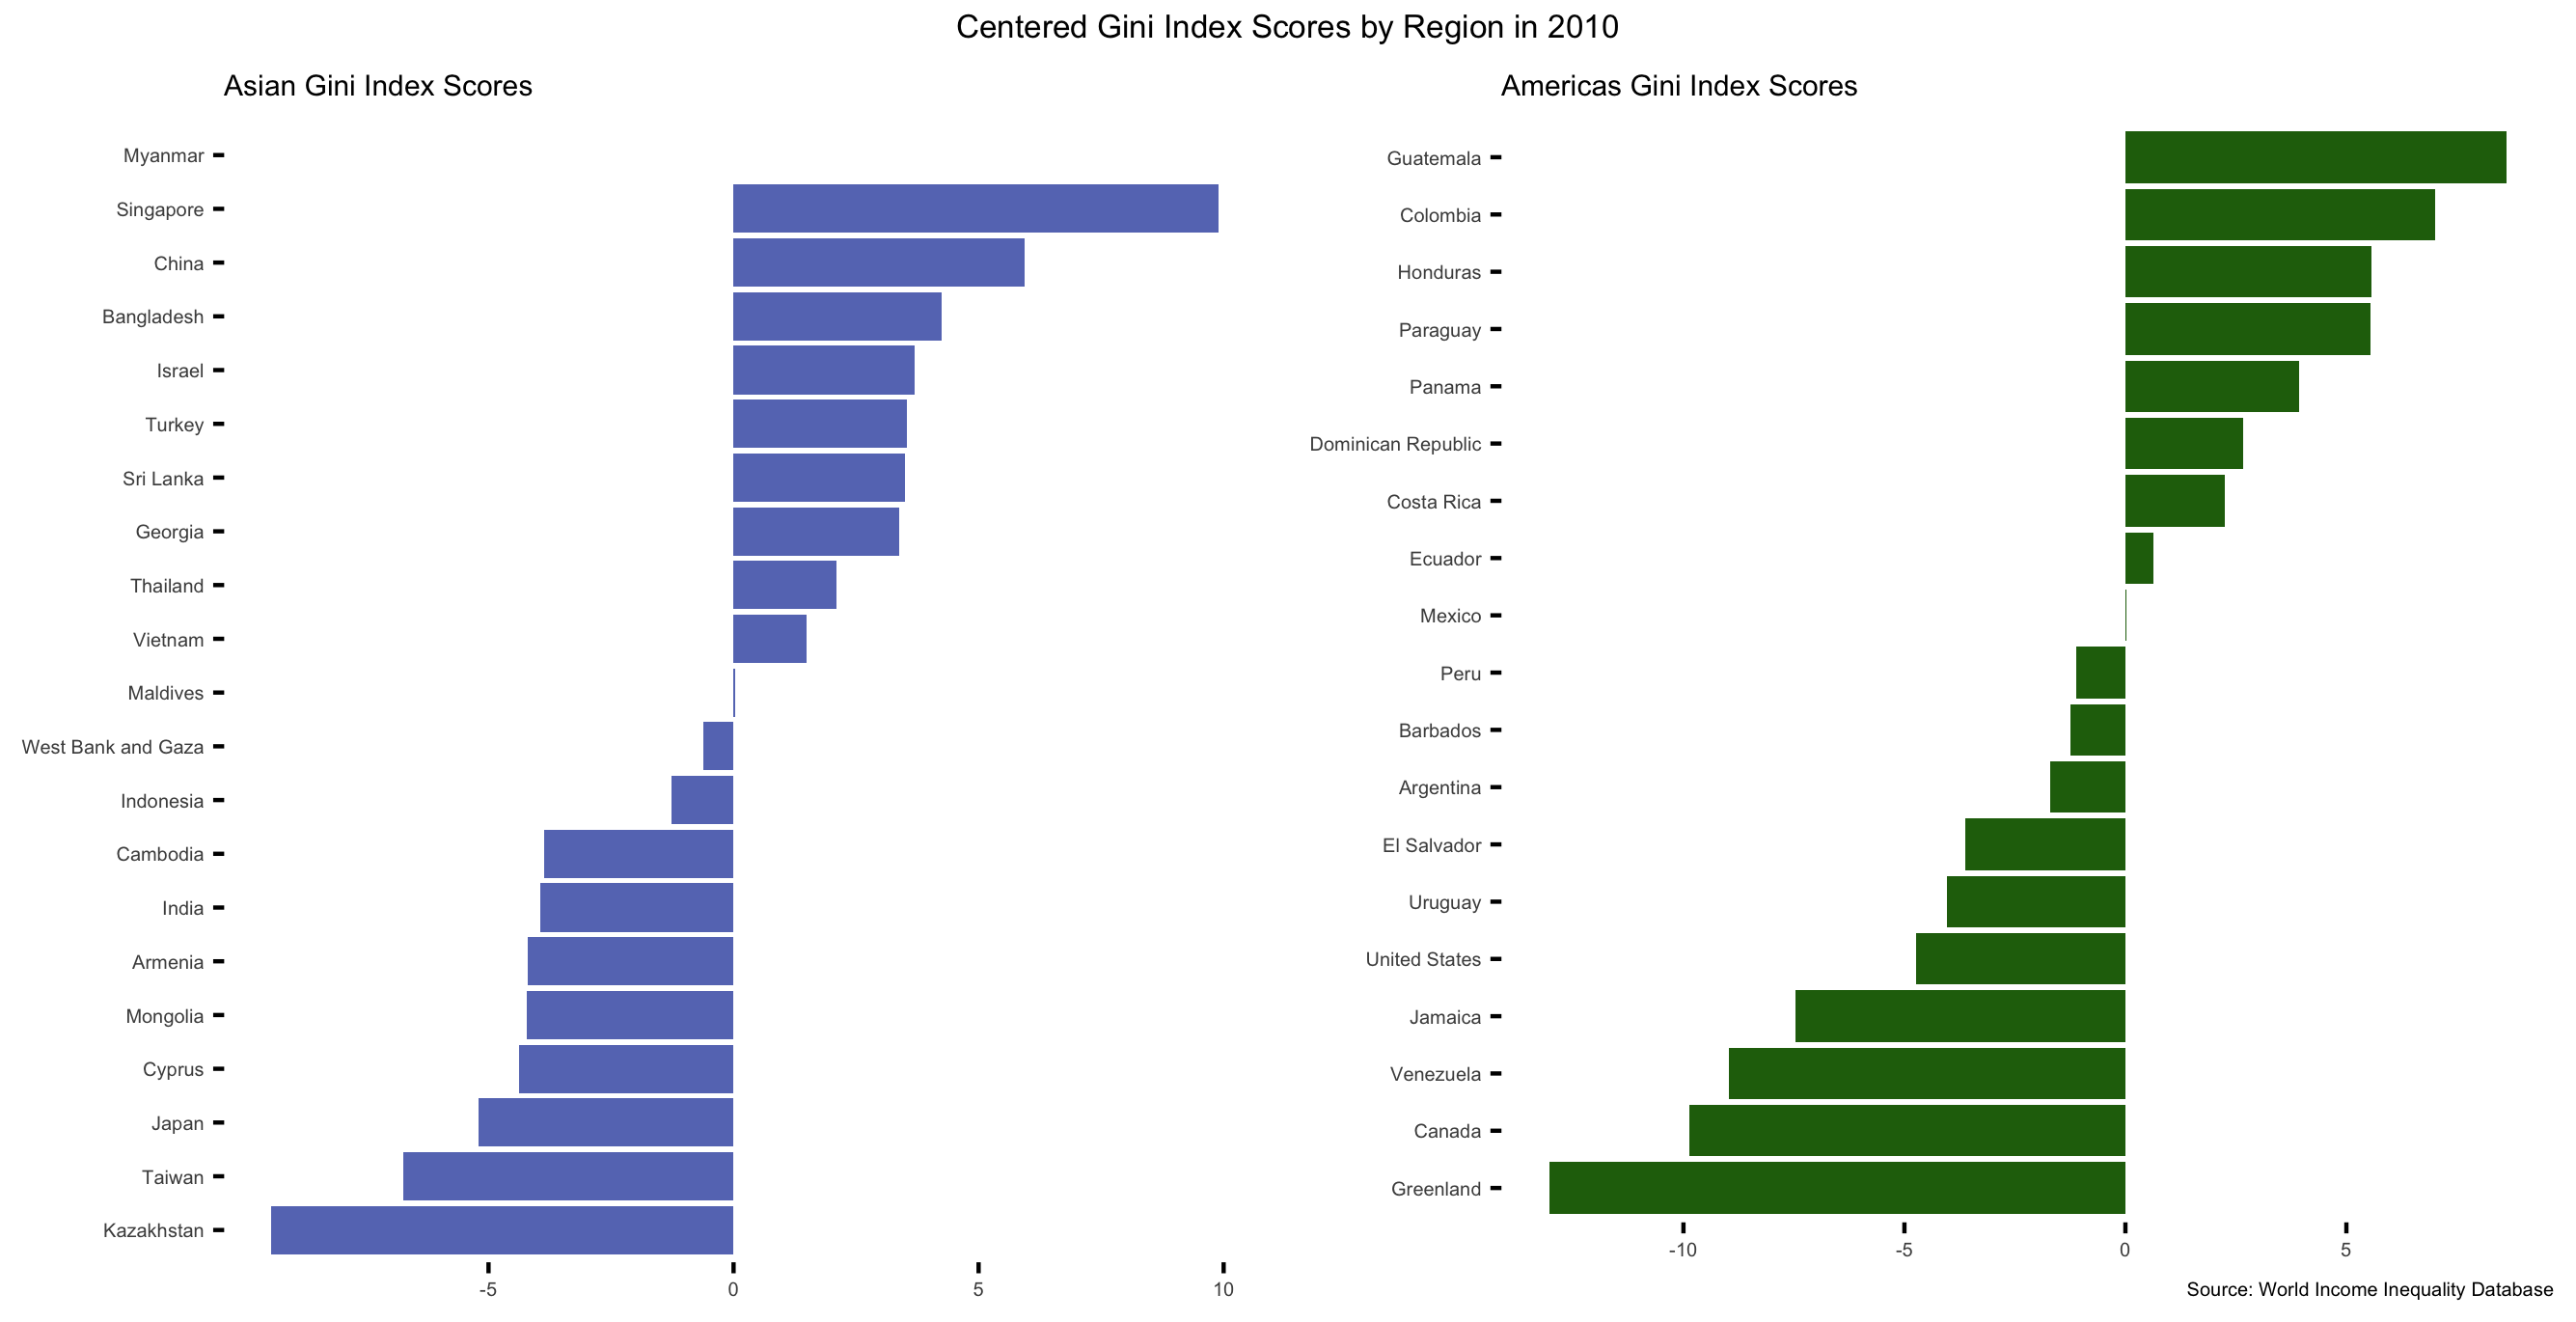 Centered Gini Index Scores by Region in 2010
Asian Gini Index Scores
Myanmar
Singapore
China
Bangladesh
Israel
Turkey
Sri Lanka
Georgia
Thailand
Vietnam
Maldives
West Bank and Gaza
Indonesia
Cambodia
India
Armenia
Mongolia
Cyprus
Japan
Taiwan
Kazakhstan
-5 0 5 10
Americas Gini Index Scores
Guatemala
Colombia
Honduras
Paraguay
Panama
Dominican Republic
Costa Rica
Ecuador
Mexico
Peru
Barbados
Argentina
El Salvador
Uruguay
United States
Jamaica
Venezuela
Canada
Greenland
-10 -5 0 5
Source: World Income Inequality Database